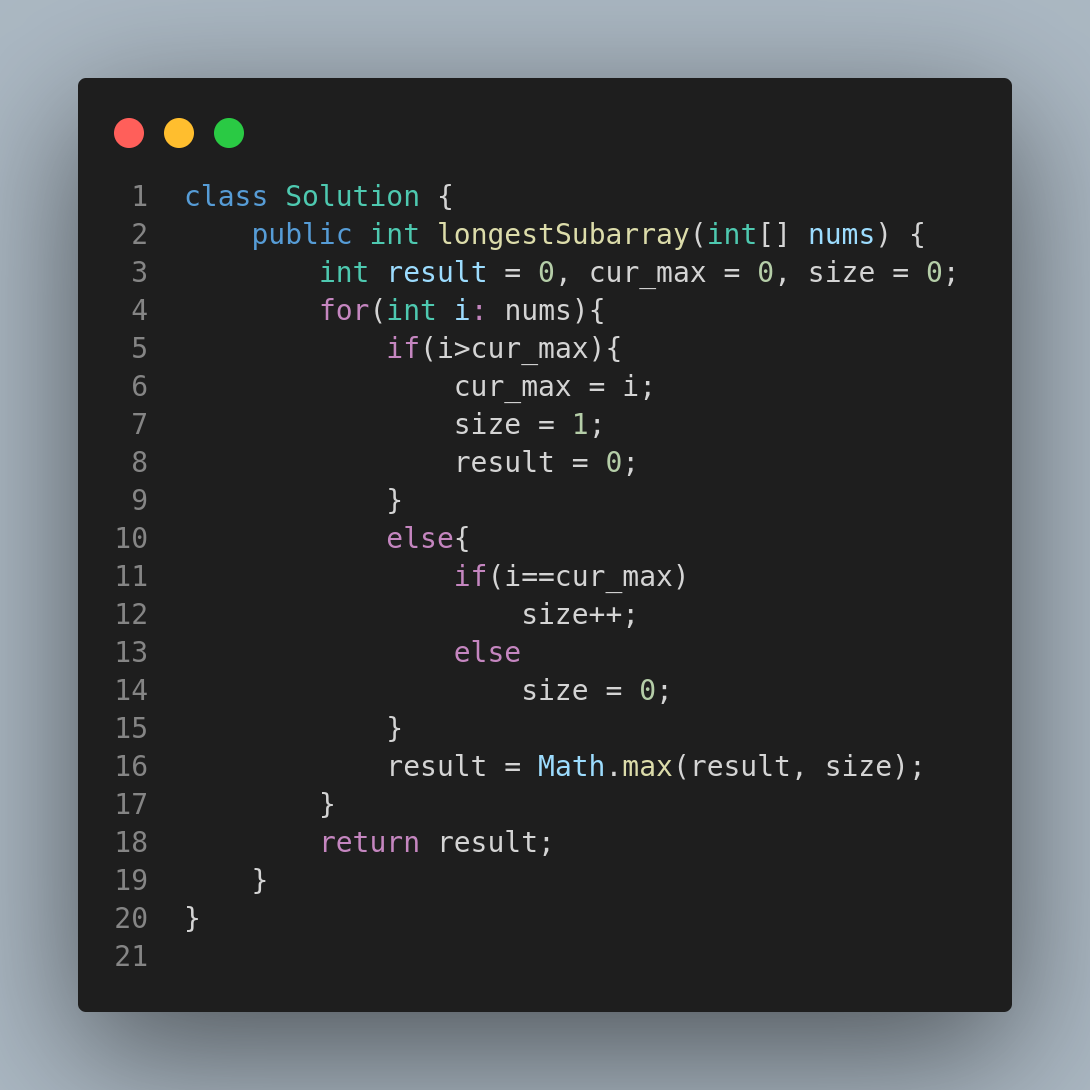 1 class Solution {
2     public int longestSubarray(int[] nums) {
3         int result = 0, cur_max = 0, size = 0;
4         for(int i: nums){
5             if(i>cur_max){
6                 cur_max = i;
7                 size = 1;
8                 result = 0;
9             }
10             else{
11                 if(i==cur_max)
12                     size++;
13                 else
14                     size = 0;
15             }
16             result = Math.max(result, size);
17         }
18         return result;
19     }
20 }
21